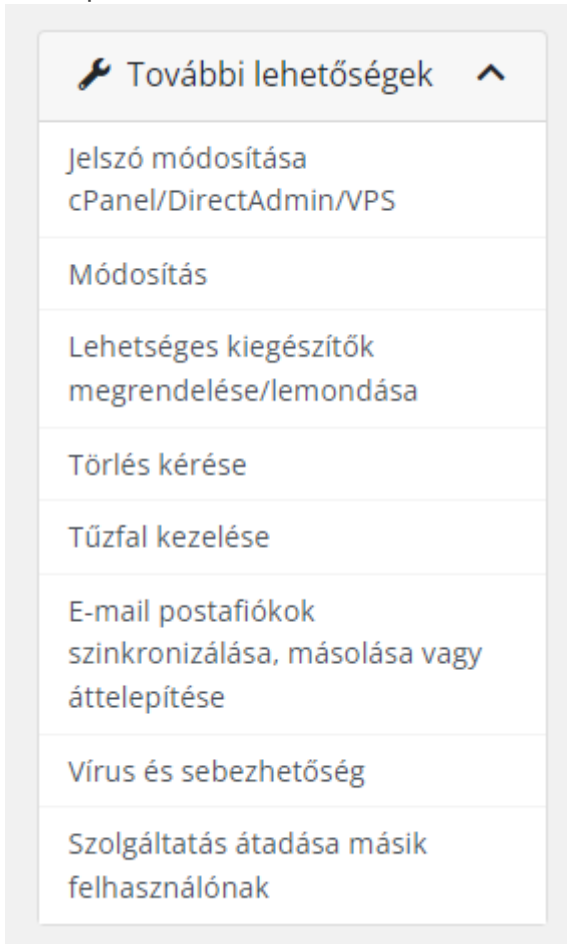 További lehetőségek
Jelszó módosítása
cPanel/DirectAdmin/VPS
Módosítás
Lehetséges kiegészítők
megrendelése/lemondása
Törlés kérése
Tűzfal kezelése
E-mail postafiókok
szinkronizálása, másolása vagy
áttelepítése
Vírus és sebezhetőség
Szolgáltatás átadása másik
felhasználónak